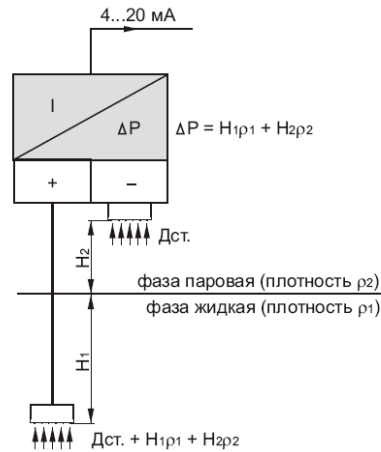 4...20 мА
I
ΔP
ΔP = H₁ρ₁ + H₂ρ₂
+
–
Дст.
H₂
фаза паровая (плотность ρ₂)
фаза жидкая (плотность ρ₁)
H₁
Дст. + H₁ρ₁ + H₂ρ₂